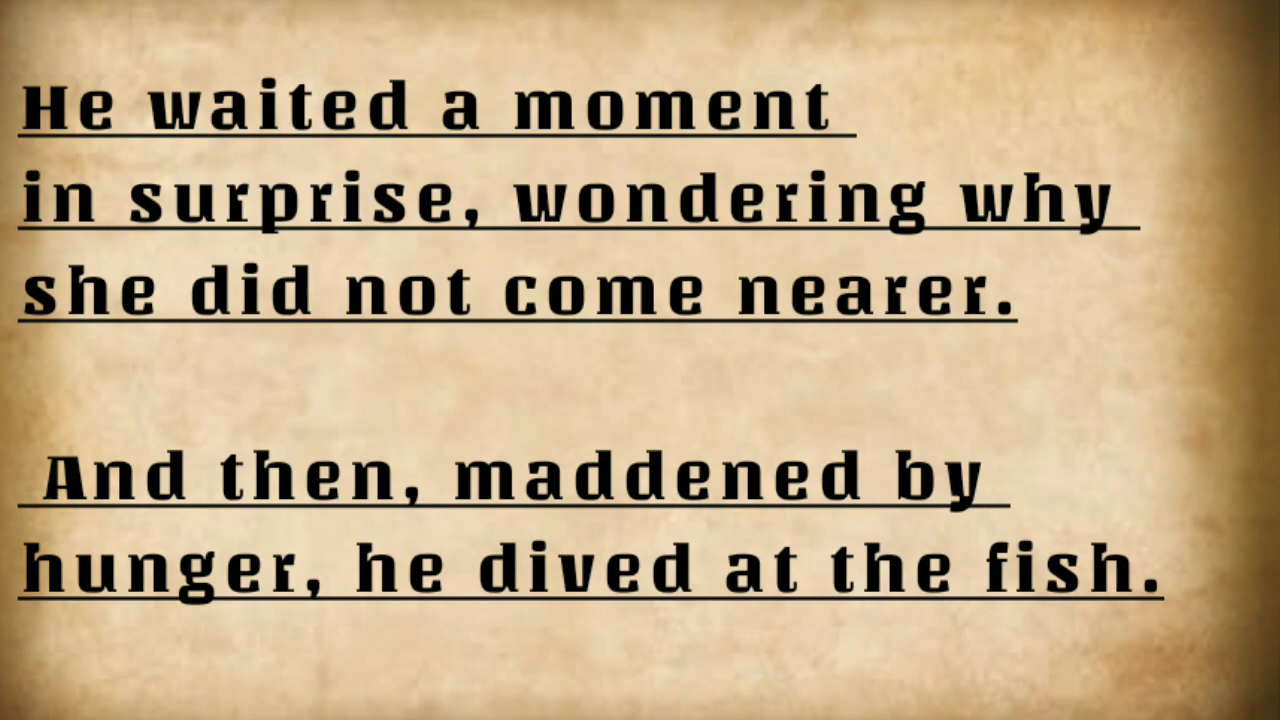 He waited a moment
in surprise, wondering why
she did not come nearer.
And then, maddened by
hunger, he dived at the fish.